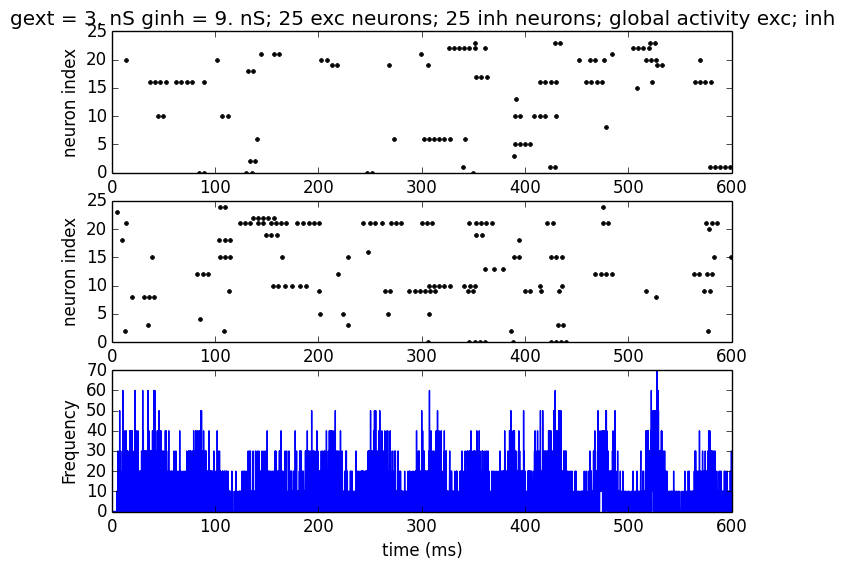 gext = 3. nS ginh = 9. nS; 25 exc neurons; 25 inh neurons; global activity exc; inh
25
20
15
10
5
0
neuron index
0 100 200 300 400 500 600
25
20
15
10
5
0
neuron index
0 100 200 300 400 500 600
70
60
50
40
30
20
10
0
Frequency
0 100 200 300 400 500 600
time (ms)